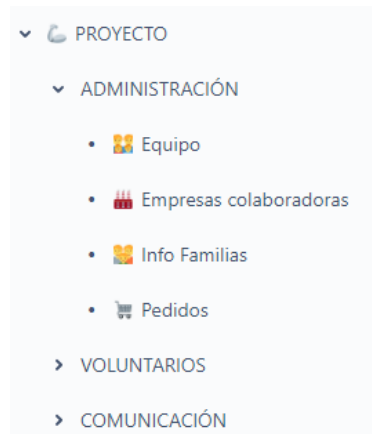 PROYECTO
ADMINISTRACIÓN
Equipo
Empresas colaboradoras
Info Familias
Pedidos
VOLUNTARIOS
COMUNICACIÓN